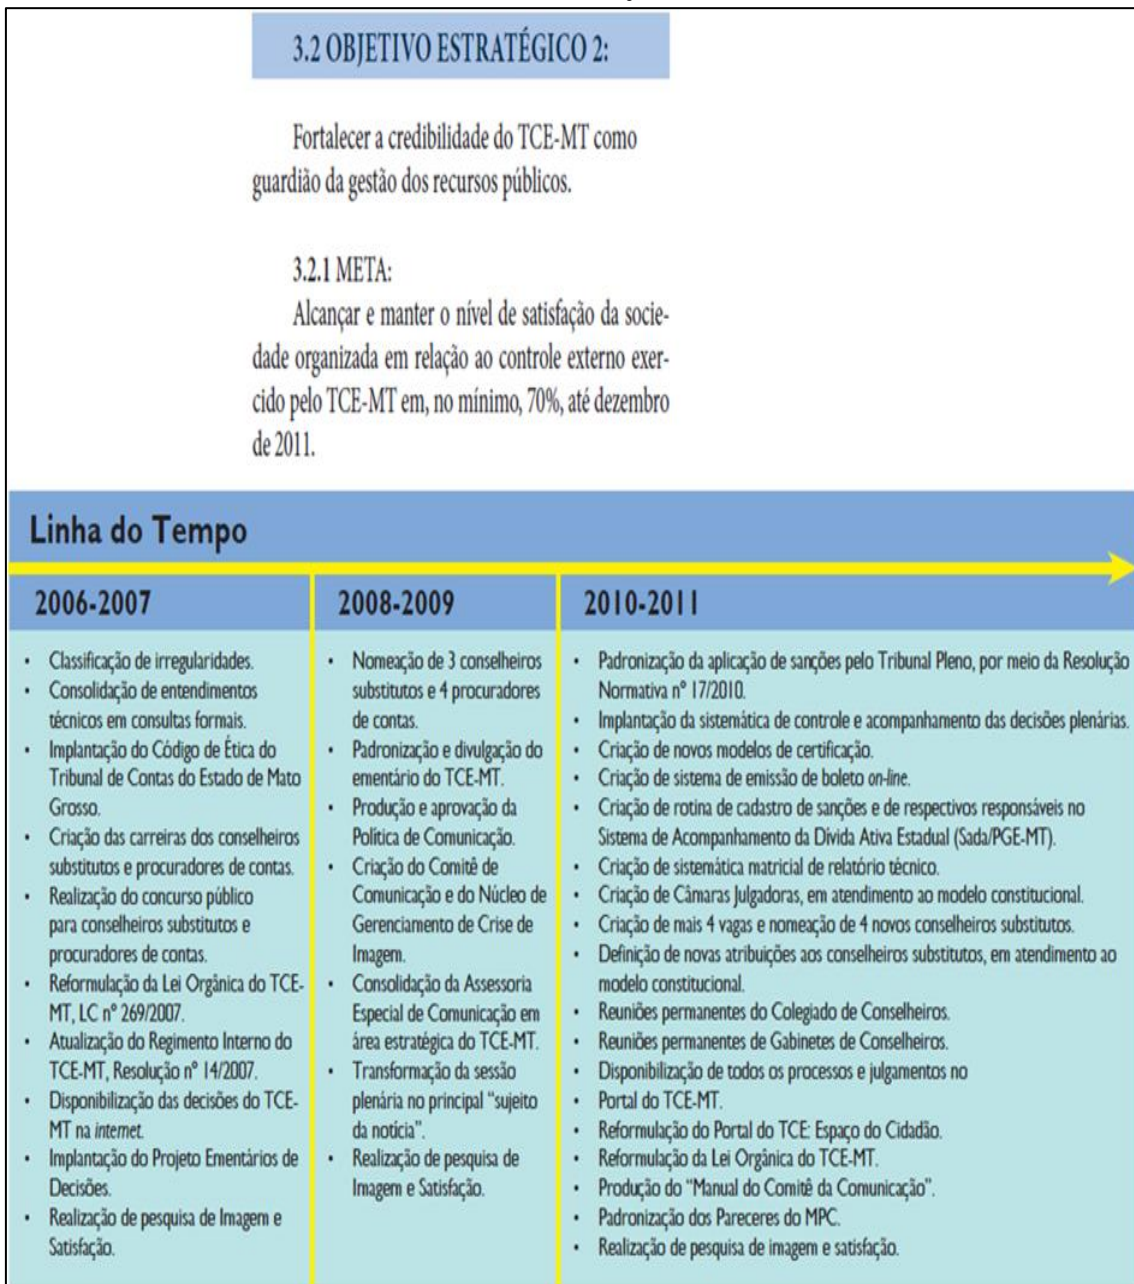 3.2 OBJETIVO ESTRATÉGICO 2:
Fortalecer a credibilidade do TCE-MT como
guardião da gestão dos recursos públicos.
3.2.1 META:
Alcançar e manter o nível de satisfação da socie-
dade organizada em relação ao controle externo exer-
cido pelo TCE-MT em, no mínimo, 70%, até dezembro
de 2011.
Linha do Tempo
2006-2007
• Classificação de irregularidades.
• Consolidação de entendimentos
técnicos em consultas formais.
• Implantação do Código de Ética do
Tribunal de Contas do Estado de Mato
Grosso.
• Criação das carreiras dos conselheiros
substitutos e procuradores de contas.
• Realização do concurso público
para conselheiros substitutos e
procuradores de contas.
• Reformulação da Lei Orgânica do TCE-
MT, LC nº 269/2007.
• Atualização do Regimento Interno do
TCE-MT, Resolução nº 14/2007.
• Disponibilização das decisões do TCE-
MT na internet.
• Implantação do Projeto Ementários de
Decisões.
• Realização de pesquisa de Imagem e
Satisfação.
2008-2009
• Nomeação de 3 conselheiros
substitutos e 4 procuradores
de contas.
• Padronização e divulgação do
ementário do TCE-MT.
• Produção e aprovação da
Política de Comunicação.
• Criação do Comitê de
Comunicação e do Núcleo de
Gerenciamento de Crise de
Imagem.
• Consolidação da Assessoria
Especial de Comunicação em
área estratégica do TCE-MT.
• Transformação da sessão
plenária no principal “sujeito
da notícia”.
• Realização de pesquisa de
Imagem e Satisfação.
2010-2011
• Padronização da aplicação de sanções pelo Tribunal Pleno, por meio da Resolução
Normativa nº 17/2010.
• Implantação da sistemática de controle e acompanhamento das decisões plenárias.
• Criação de novos modelos de certificação.
• Criação de sistema de emissão de boleto on-line.
• Criação de rotina de cadastro de sanções e de respectivos responsáveis no
Sistema de Acompanhamento da Dívida Ativa Estadual (Sada/PGE-MT).
• Criação de sistemática matricial de relatório técnico.
• Criação de Câmaras Julgadoras, em atendimento ao modelo constitucional.
• Criação de mais 4 vagas e nomeação de 4 novos conselheiros substitutos.
• Definição de novas atribuições aos conselheiros substitutos, em atendimento ao
modelo constitucional.
• Reuniões permanentes do Colegiado de Conselheiros.
• Reuniões permanentes de Gabinetes de Conselheiros.
• Disponibilização de todos os processos e julgamentos no
• Portal do TCE-MT.
• Reformulação do Portal do TCE: Espaço do Cidadão.
• Reformulação da Lei Orgânica do TCE-MT.
• Produção do “Manual do Comitê da Comunicação”.
• Padronização dos Pareceres do MPC.
• Realização de pesquisa de imagem e satisfação.